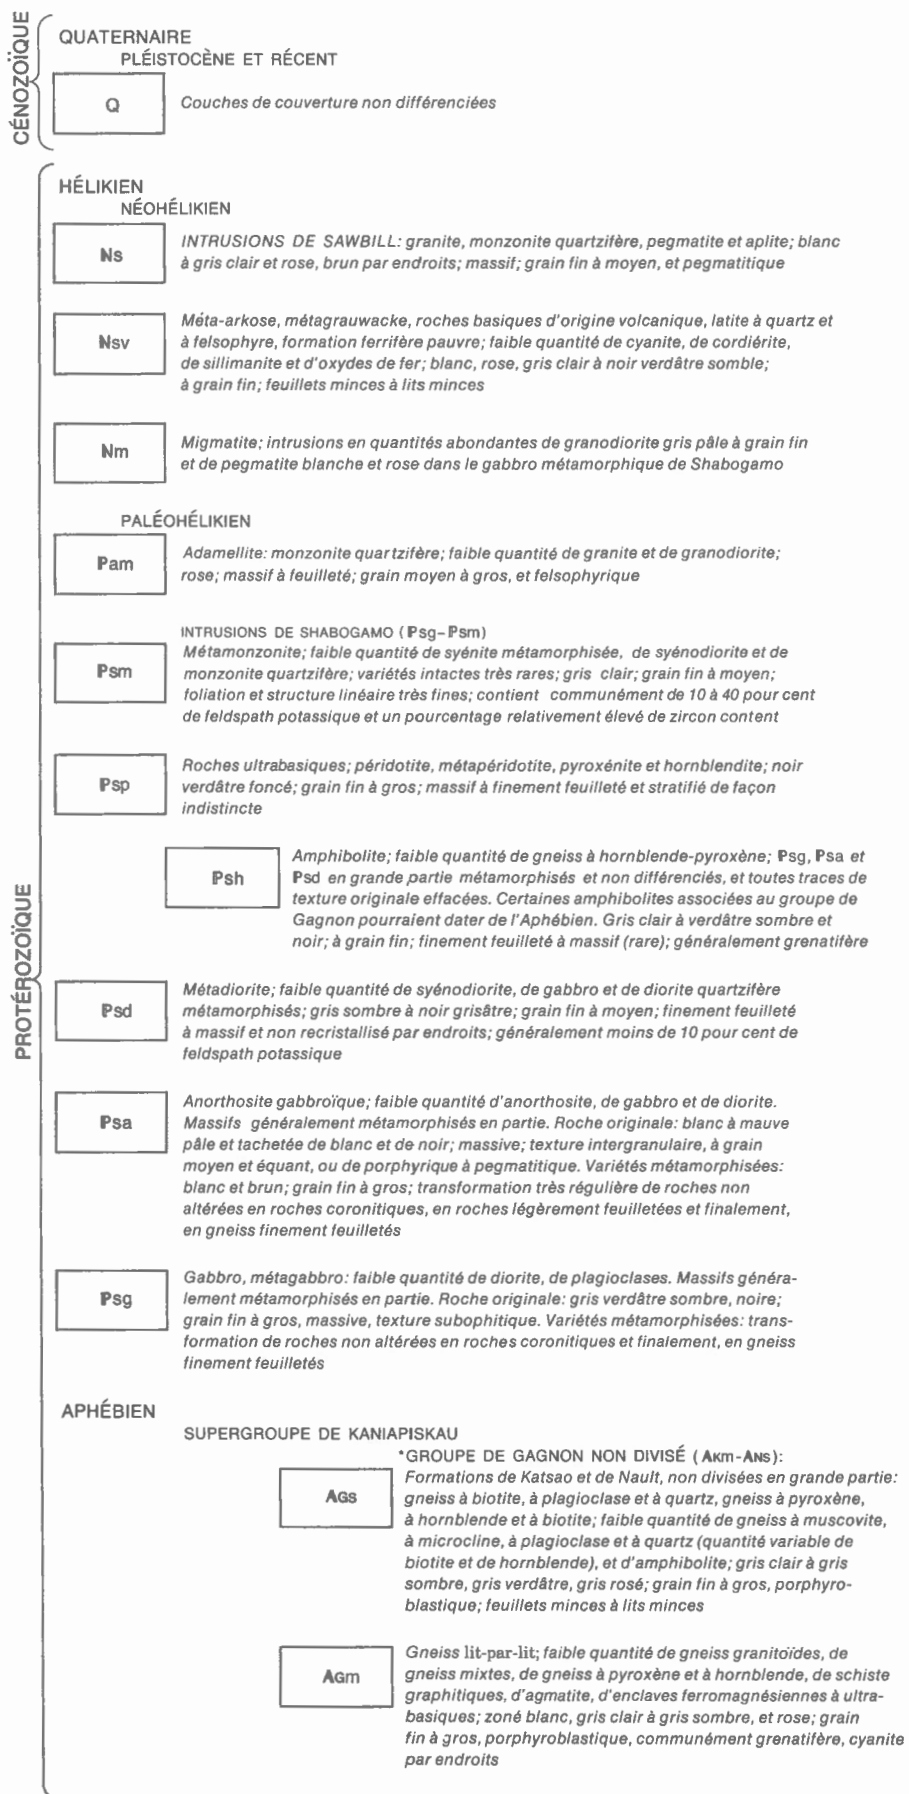 CÉNOZOÏQUE
QUATERNAIRE
PLÉISTOCÈNE ET RÉCENT
Q
Couches de couverture non différenciées
PROTÉROZOÏQUE
HÉLIKIEN
NÉOHÉLIKIEN
Ns
INTRUSIONS DE SAWBILL: granite, monzonite quartzifère, pegmatite et aplite; blanc
à gris clair et rose, brun par endroits; massif; grain fin à moyen, et pegmatitique
Nsv
Méta-arkose, métagrauwacke, roches basiques d'origine volcanique, latite à quartz et
à felsophyre, formation ferrifère pauvre; faible quantité de cyanite, de cordiérite,
de sillimanite et d'oxydes de fer; blanc, rose, gris clair à noir verdâtre somble;
à grain fin; feuillets minces à lits minces
Nm
Migmatite; intrusions en quantités abondantes de granodiorite gris pâle à grain fin
et de pegmatite blanche et rose dans le gabbro métamorphique de Shabogamo
PALÉOHÉLIKIEN
Pam
Adamellite: monzonite quartzifère; faible quantité de granite et de granodiorite;
rose; massif à feuilleté; grain moyen à gros, et felsophyrique
INTRUSIONS DE SHABOGAMO (Psg-Psm)
Psm
Métamonzonite; faible quantité de syénite métamorphisée, de syénodiorite et de
monzonite quartzifère; variétés intactes très rares; gris clair; grain fin à moyen;
foliation et structure linéaire très fines; contient communément de 10 à 40 pour cent
de feldspath potassique et un pourcentage relativement élevé de zircon content
Psp
Roches ultrabasiques; péridotite, métapéridotite, pyroxénite et hornblendite; noir
verdâtre foncé; grain fin à gros; massif à finement feuilleté et stratifié de façon
indistincte
Psh
Amphibolite; faible quantité de gneiss à hornblende-pyroxène; Psg, Psa et
Psd en grande partie métamorphisés et non différenciés, et toutes traces de
texture originale effacées. Certaines amphibolites associées au groupe de
Gagnon pourraient dater de l'Aphébien. Gris clair à verdâtre sombre et
noir; à grain fin; finement feuilleté à massif (rare); généralement grenatifère
Psd
Métadiorite; faible quantité de syénodiorite, de gabbro et de diorite quartzifère
métamorphisés; gris sombre à noir grisâtre; grain fin à moyen; finement feuilleté
à massif et non recristallisé par endroits; généralement moins de 10 pour cent de
feldspath potassique
Psa
Anorthosite gabbroïque; faible quantité d'anorthosite, de gabbro et de diorite.
Massifs généralement métamorphisés en partie. Roche originale: blanc à mauve
pâle et tachetée de blanc et de noir; massive; texture intergranulaire, à grain
moyen et équant, ou de porphyrique à pegmatitique. Variétés métamorphisées:
blanc et brun; grain fin à gros; transformation très régulière de roches non
altérées en roches coronitiques, en roches légèrement feuilletées et finalement,
en gneiss finement feuilletés
Psg
Gabbro, métagabbro: faible quantité de diorite, de plagioclases. Massifs généra-
lement métamorphisés en partie. Roche originale: gris verdâtre sombre, noire;
grain fin à gros, massive, texture subophitique. Variétés métamorphisées: trans-
formation de roches non altérées en roches coronitiques et finalement, en gneiss
finement feuilletés
APHÉBIEN
SUPERGROUPE DE KANIAPISKAU
*GROUPE DE GAGNON NON DIVISÉ (AKm-ANs):
AGs
Formations de Katsao et de Nault, non divisées en grande partie:
gneiss à biotite, à plagioclase et à quartz, gneiss à pyroxène,
à hornblende et à biotite; faible quantité de gneiss à muscovite,
à microcline, à plagioclase et à quartz (quantité variable de
biotite et de hornblende), et d'amphibolite; gris clair à gris
sombre, gris verdâtre, gris rosé; grain fin à gros, porphyro-
blastique; feuillets minces à lits minces
AGm
Gneiss lit-par-lit; faible quantité de gneiss granitoïdes, de
gneiss mixtes, de gneiss à pyroxène et à hornblende, de schiste
graphitiques, d'agmatite, d'enclaves ferromagnésiennes à ultra-
basiques; zoné blanc, gris clair à gris sombre, et rose; grain
fin à gros, porphyroblastique, communément grenatifère, cyanite
par endroits